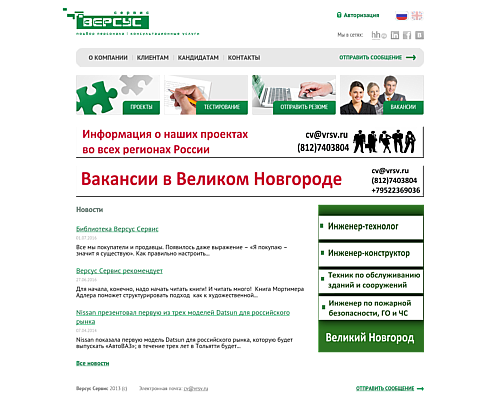 сервис
ВЕРСУС
подбор персонала | консультационные услуги
Авторизация
Мы в сетях:
О КОМПАНИИ КЛИЕНТАМ КАНДИДАТАМ КОНТАКТЫ
ОТПРАВИТЬ СООБЩЕНИЕ
ПРОЕКТЫ
ТЕСТИРОВАНИЕ
ОТПРАВИТЬ РЕЗЮМЕ
ВАКАНСИИ
Информация о наших проектах
во всех регионах России
cv@vrsv.ru
(812)7403804
Вакансии в Великом Новгороде
cv@vrsv.ru
(812)7403804
+79522369036
Новости
Библиотека Версус Сервис
Все мы покупатели и продавцы. Появилось даже выражение – «Я покупаю –
значит я существую». Как правильно настроить...
Версус Сервис рекомендует
Для начала, конечно, надо начать читать книги! И читать много! Книга Мортимера
Адлера поможет структурировать подход как к художественной...
Nissan презентовал первую из трех моделей Datsun для российского
рынка
Nissan показала первую модель Datsun для российского рынка, которую будет
выпускать «АвтоВАЗ»; в течение трех лет в Тольятти будет...
Все новости
Инженер-технолог
Инженер-конструктор
Техник по обслуживанию
зданий и сооружений
Инженер по пожарной
безопасности, ГО и ЧС
Великий Новгород
Версус Сервис 2013 (c) Электронная почта: cv@vrsv.ru
ОТПРАВИТЬ СООБЩЕНИЕ